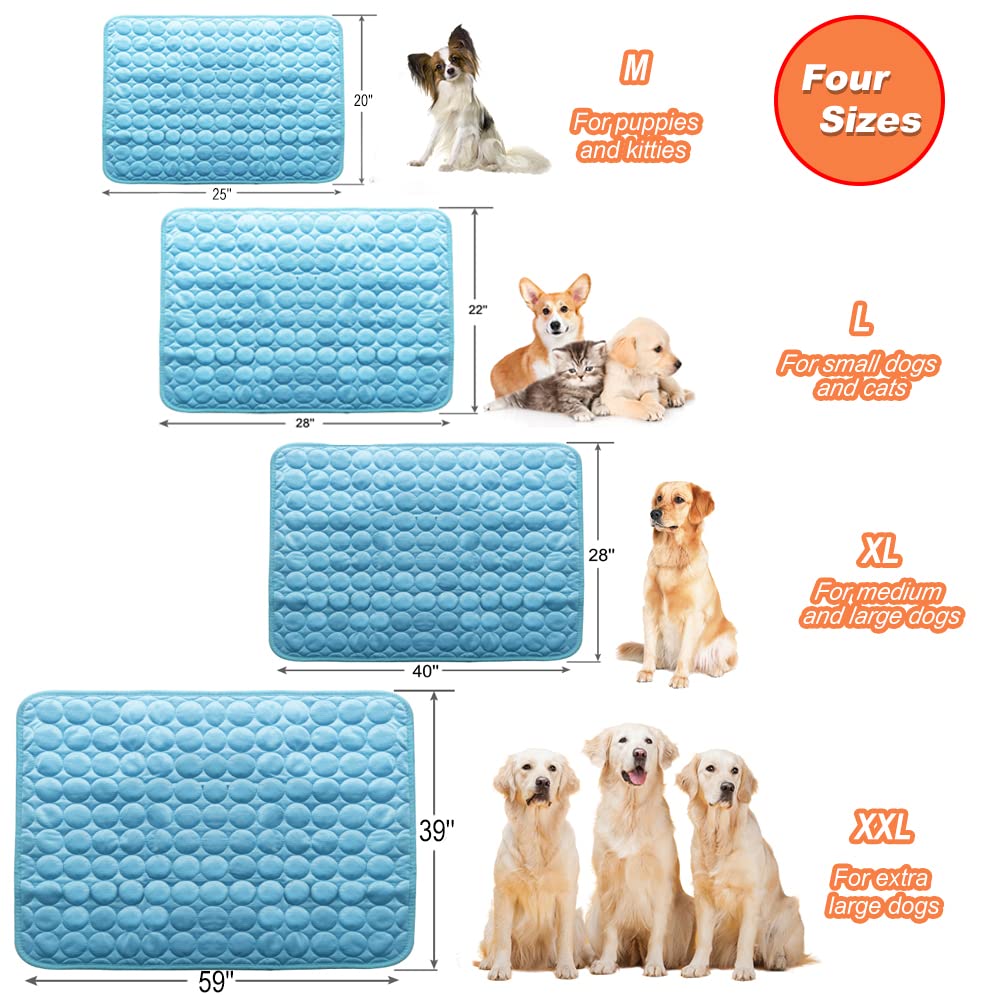 20"
25"
M
For puppies
and kitties
Four
Sizes
22"
28"
L
For small dogs
and cats
28"
40"
XL
For medium
and large dogs
39"
59"
XXL
For extra
large dogs